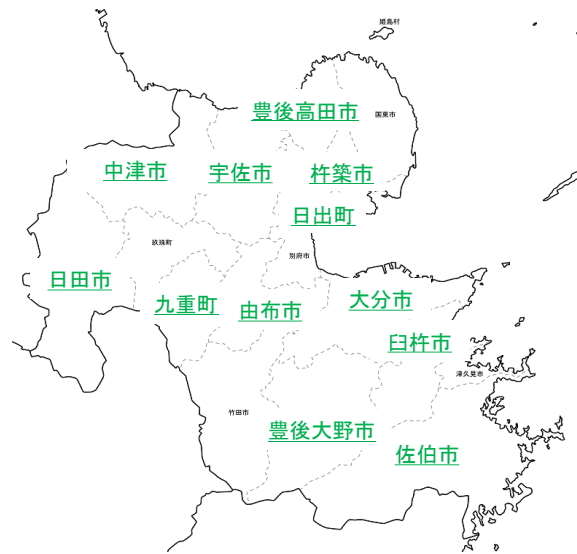 姫島村
豊後高田市
国東市
中津市
宇佐市
杵築市
日出町
玖珠町
別府市
日田市
九重町
由布市
大分市
臼杵市
津久見市
竹田市
豊後大野市
佐伯市